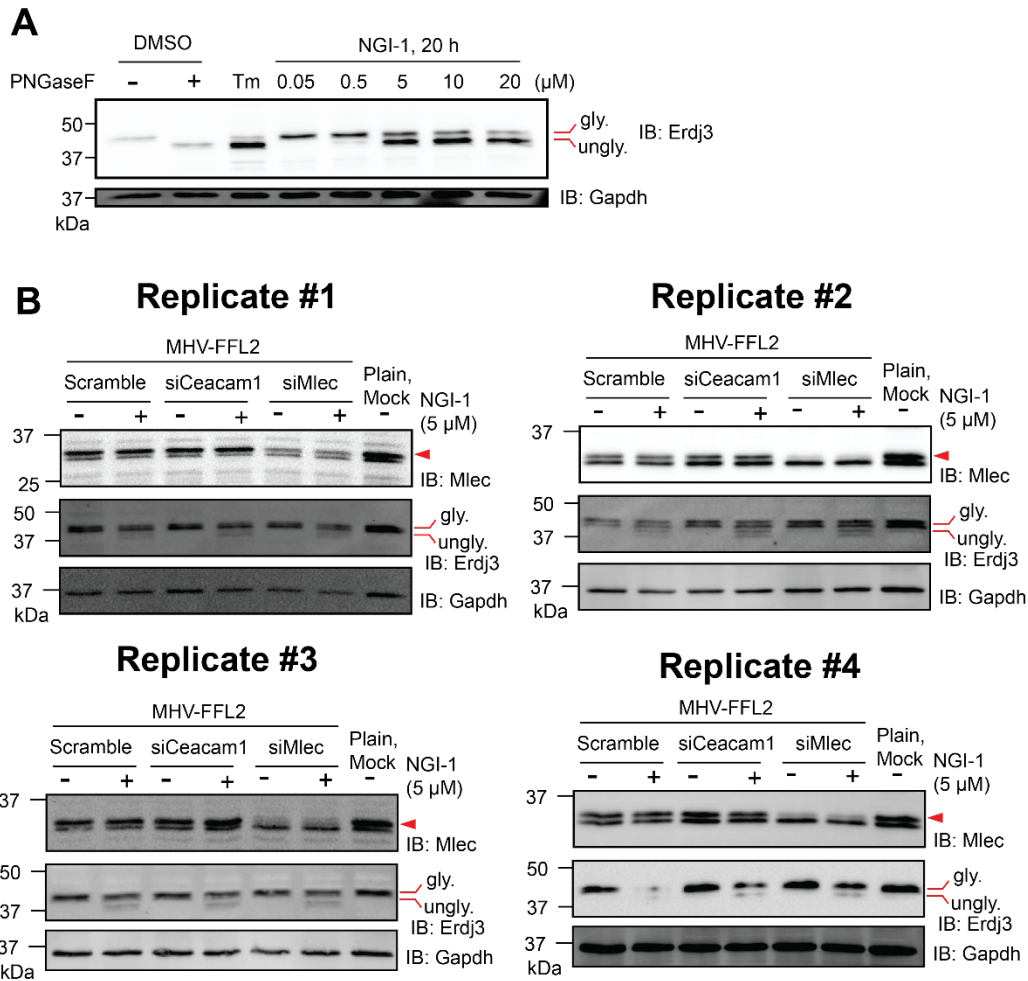 A
DMSO
NGI-1, 20 h
PNGaseF - + Tm 0.05 0.5 5 10 20 (µM)
50
37
gly.
ungly.
IB: Erdj3
37
IB: Gapdh
kDa
B
Replicate #1
MHV-FFL2
Scramble siCeacam1 siMlec Plain, Mock
- + - + - + - NGI-1 (5 µM)
37
25
IB: Mlec
50
37
gly.
ungly.
IB: Erdj3
37
IB: Gapdh
kDa
Replicate #2
MHV-FFL2
Scramble siCeacam1 siMlec Plain, Mock
- + - + - + - NGI-1 (5 µM)
37
IB: Mlec
50
37
gly.
ungly.
IB: Erdj3
37
IB: Gapdh
kDa
Replicate #3
MHV-FFL2
Scramble siCeacam1 siMlec Plain, Mock
- + - + - + - NGI-1 (5 µM)
37
IB: Mlec
50
37
gly.
ungly.
IB: Erdj3
37
IB: Gapdh
kDa
Replicate #4
MHV-FFL2
Scramble siCeacam1 siMlec Plain, Mock
- + - + - + - NGI-1 (5 µM)
37
IB: Mlec
50
37
gly.
ungly.
IB: Erdj3
37
IB: Gapdh
kDa